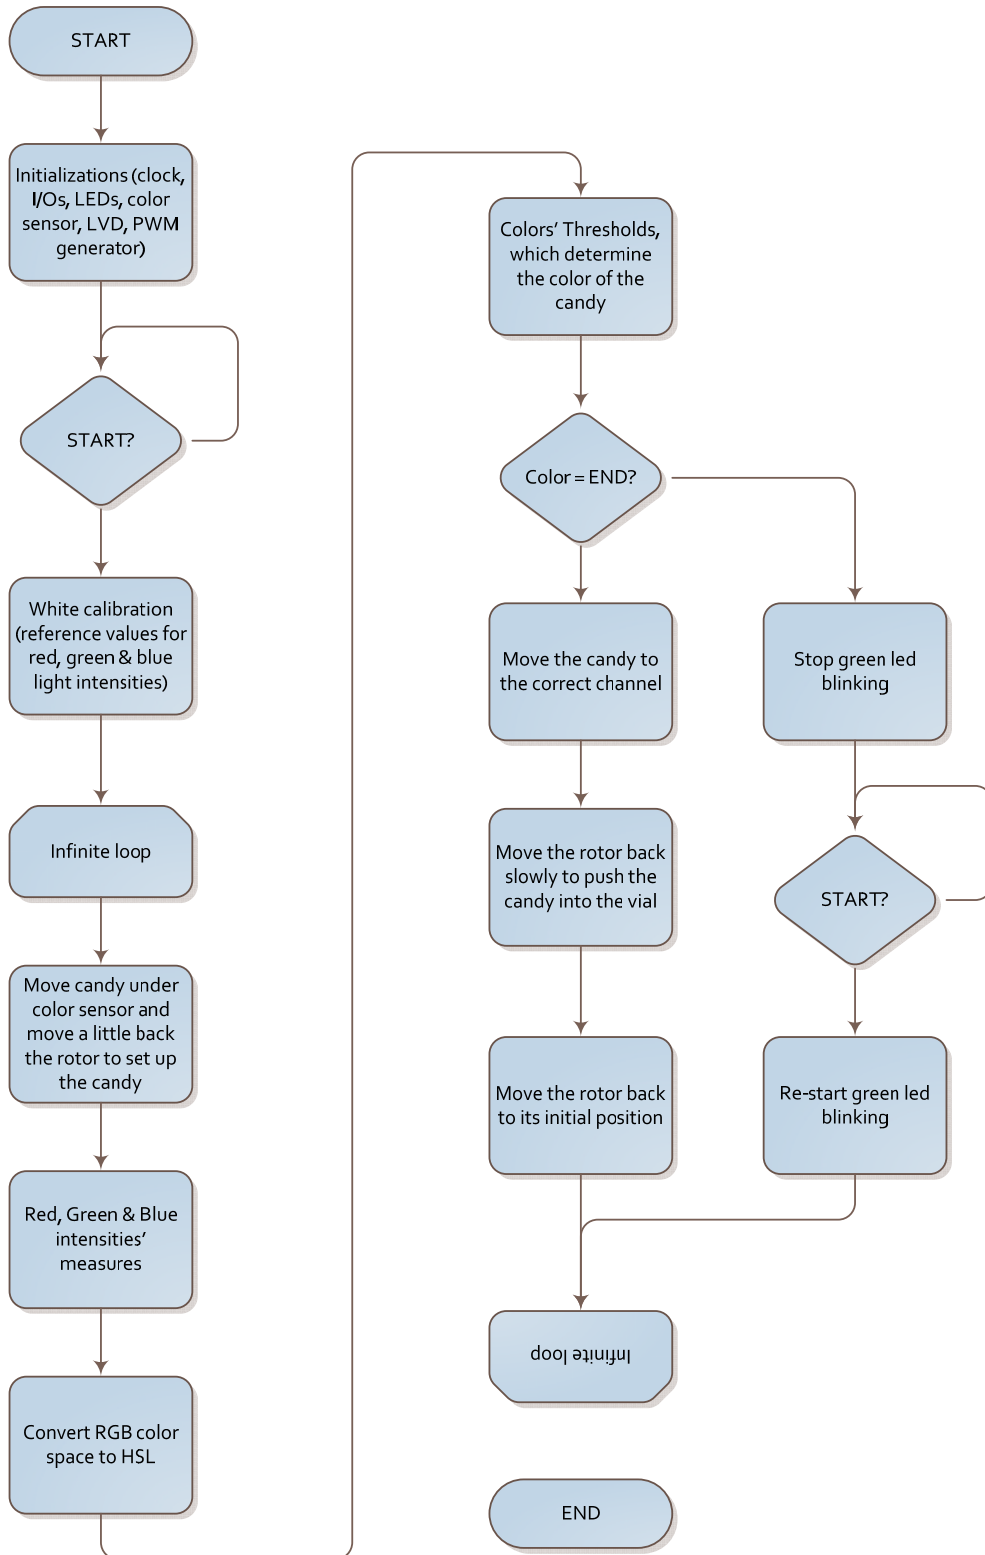 START
Initializations (clock,
I/Os, LEDs, color
sensor, LVD, PWM
generator)
START?
White calibration
(reference values for
red, green & blue
light intensities)
Infinite loop
Move candy under
color sensor and
move a little back
the rotor to set up
the candy
Red, Green & Blue
intensities’
measures
Convert RGB color
space to HSL
Colors’ Thresholds,
which determine
the color of the
candy
Color = END?
Move the candy to
the correct channel
Move the rotor back
slowly to push the
candy into the vial
Move the rotor back
to its initial position
Stop green led
blinking
START?
Re-start green led
blinking
Infinite loop
END